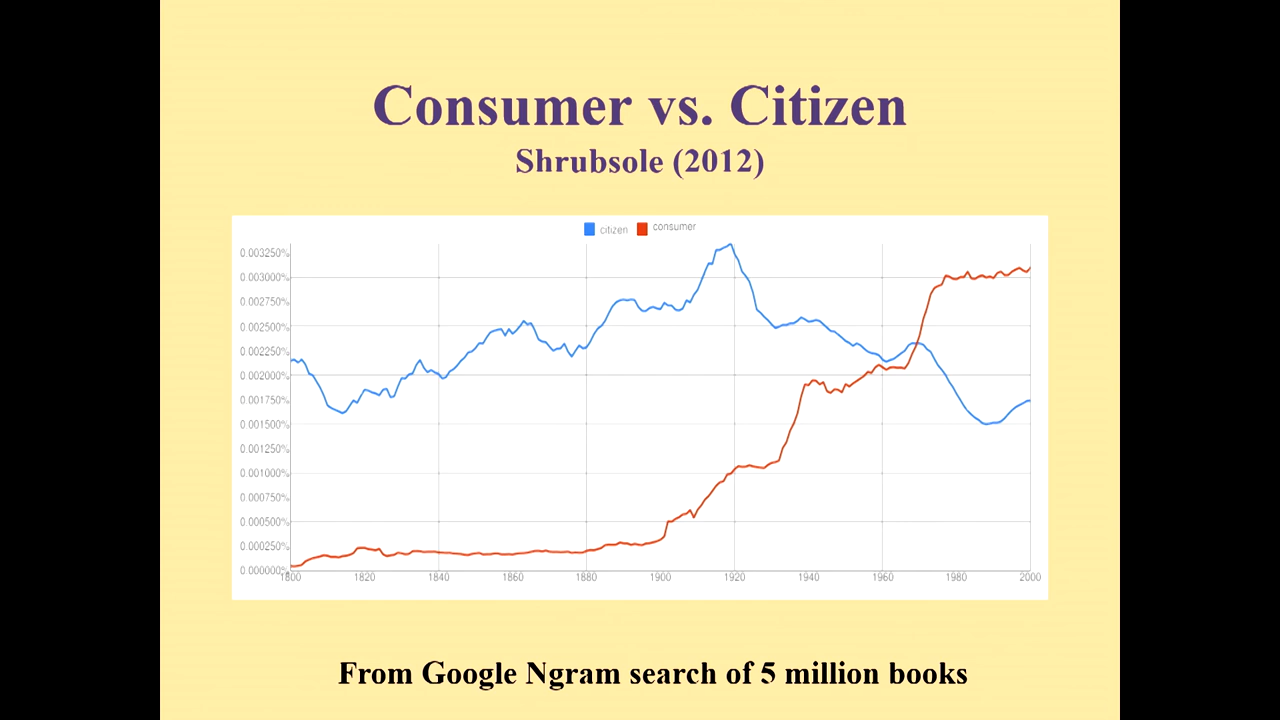 Consumer vs. Citizen
Shrubsole (2012)
citizen consumer
0.003250%
0.003000%
0.002750%
0.002500%
0.002250%
0.002000%
0.001750%
0.001500%
0.001250%
0.001000%
0.000750%
0.000500%
0.000250%
0.000000%
1800 1820 1840 1860 1880 1900 1920 1940 1960 1980 2000
From Google Ngram search of 5 million books